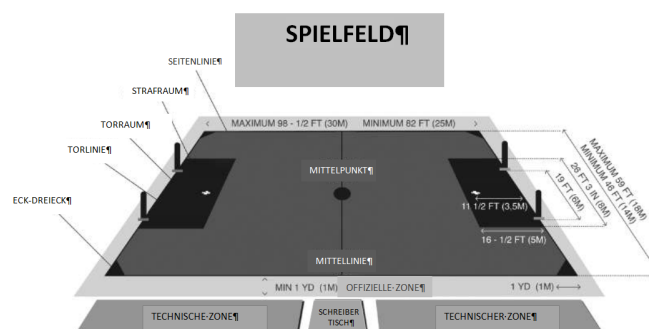 SPIELFELD¶
SEITENLINIE¶
STRAFRAUM¶
TORRAUM¶
TORLINIE¶
ECK-DREIECK¶
MAXIMUM 98 - 1/2 FT (30M) MINIMUM 82 FT (25M)
MITTELPUNKT¶
MAXIMUM 59 FT (18M)
MINIMUM 46 FT (14M)
26 FT 3 IN (8M)
19 FT (6M)
11 1/2 FT (3,5M)
16 - 1/2 FT (5M)
MITTELLINIE¶
MIN 1 YD (1M) OFFIZIELLE·ZONE¶ 1 YD (1M)
TECHNISCHE·ZONE¶
SCHREIBER
TISCH¶
TECHNISCHER·ZONE¶